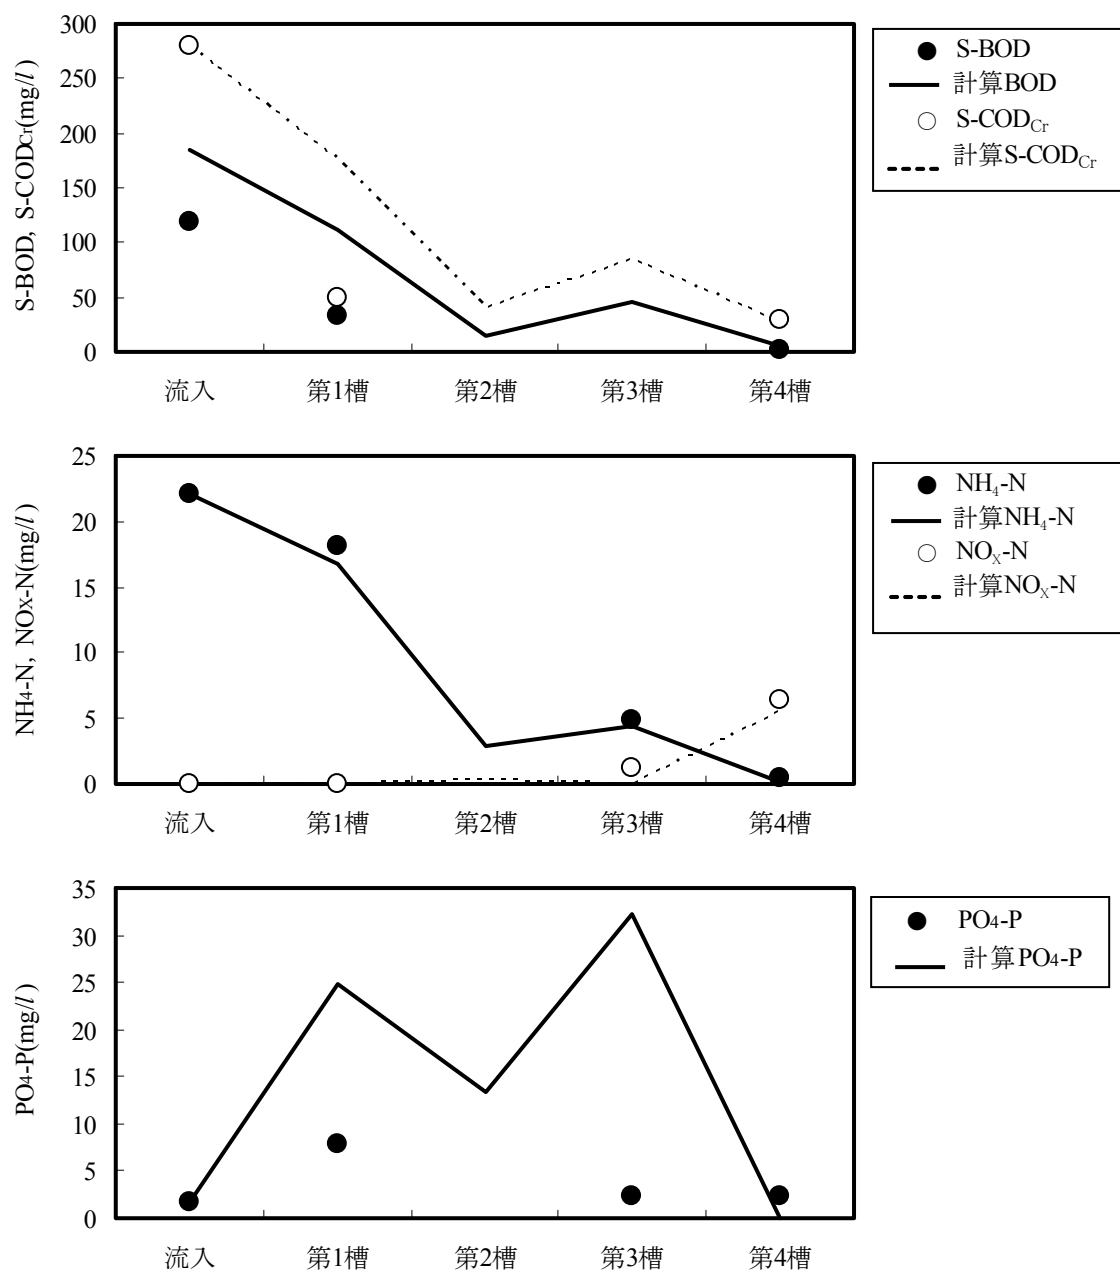 S-BOD, S-CODCr(mg/l)
300
250
200
150
100
50
0
流入 第1槽 第2槽 第3槽 第4槽
S-BOD
計算BOD
S-CODCr
計算S-CODCr
NH4-N, NOX-N(mg/l)
25
20
15
10
5
0
流入 第1槽 第2槽 第3槽 第4槽
NH4-N
計算NH4-N
NOX-N
計算NOX-N
PO4-P(mg/l)
35
30
25
20
15
10
5
0
流入 第1槽 第2槽 第3槽 第4槽
PO4-P
計算PO4-P